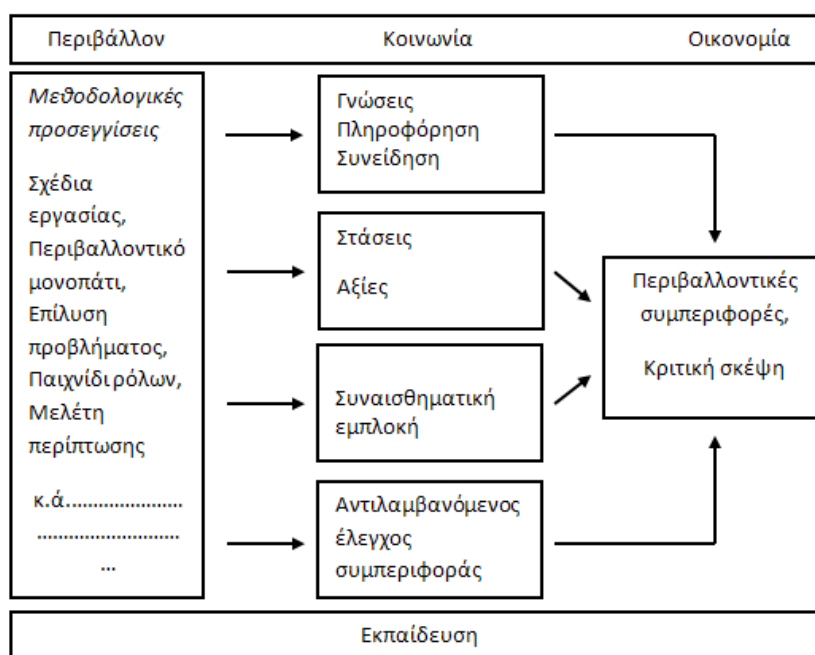 Περιβάλλον Κοινωνία Οικονομία
Μεθοδολογικές
προσεγγίσεις
Σχέδια
εργασίας,
Περιβαλλοντικό
μονοπάτι,
Επίλυση
προβλήματος,
Παιχνίδι ρόλων,
Μελέτη
περίπτωσης
κ.ά.......................
............................
...
Γνώσεις
Πληροφόρηση
Συνείδηση
Στάσεις
Αξίες
Συναισθηματική
εμπλοκή
Αντιλαμβανόμενος
έλεγχος
συμπεριφοράς
Περιβαλλοντικές
συμπεριφορές,
Κριτική σκέψη
Εκπαίδευση